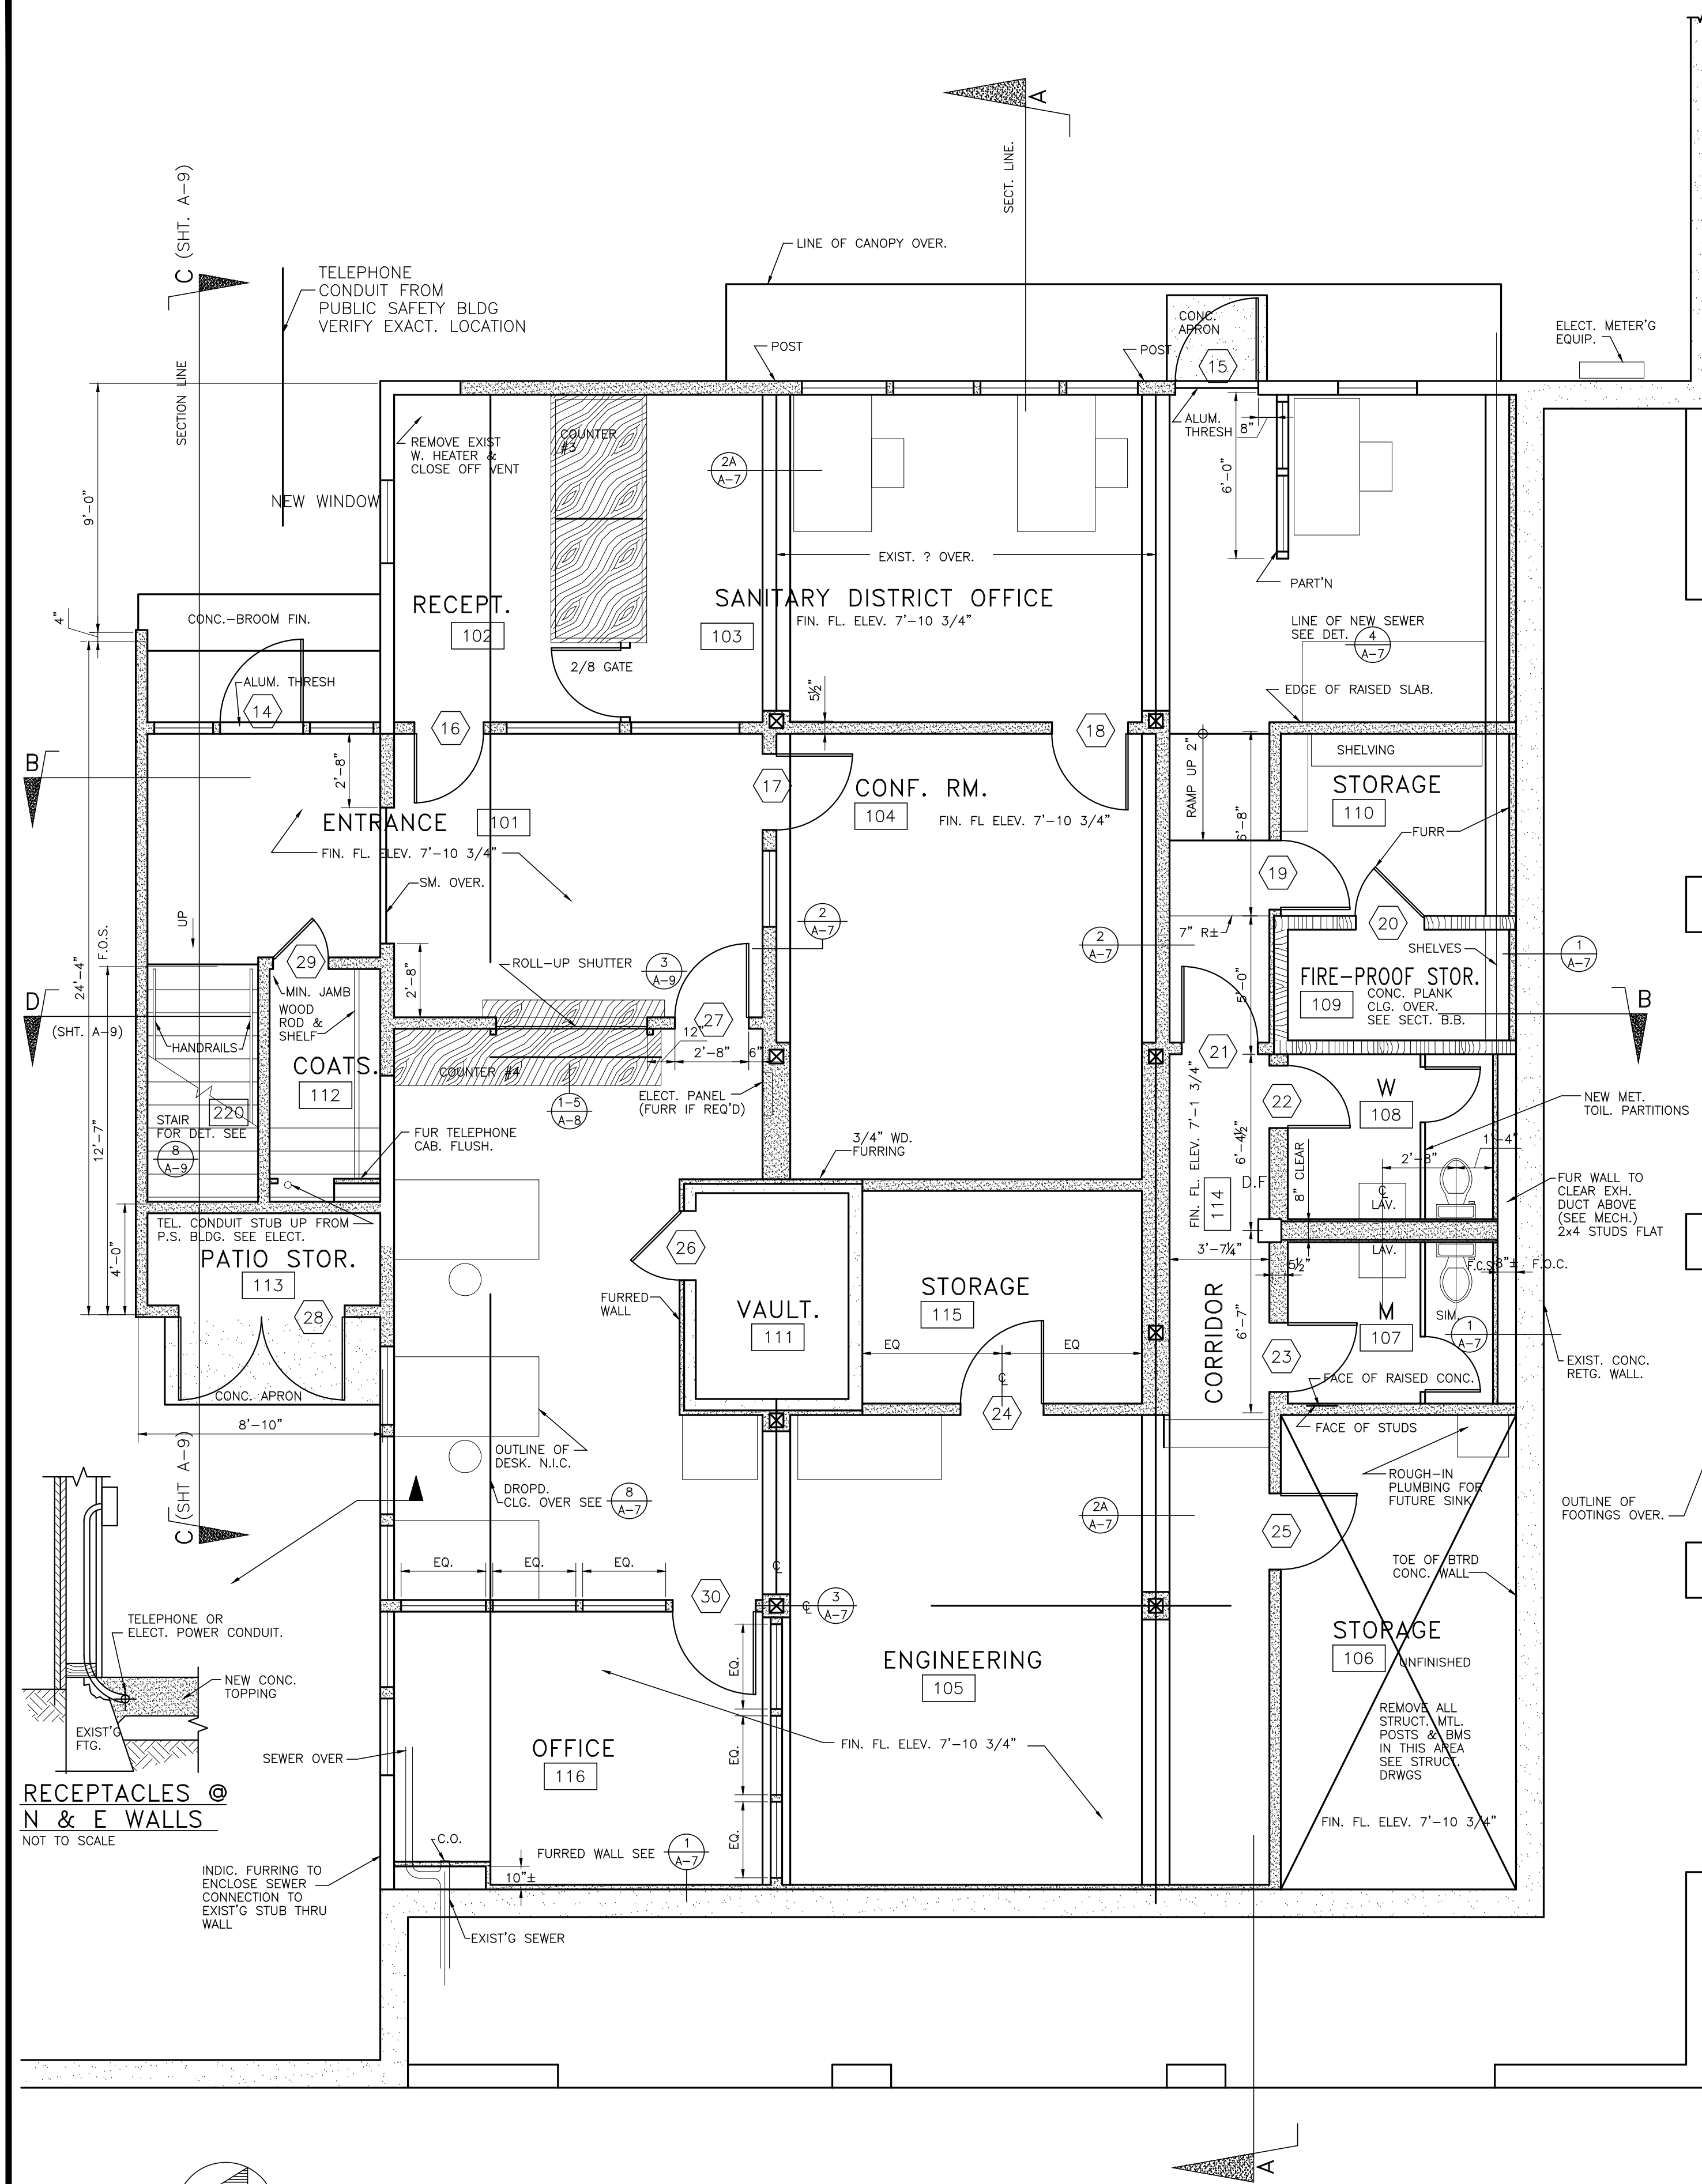 A
SECT. LINE.
C (SHT. A-9)
SECTION LINE
LINE OF CANOPY OVER.
TELEPHONE
CONDUIT FROM
PUBLIC SAFETY BLDG
VERIFY EXACT. LOCATION
POST
POST
CONC.
APRON
15
ELECT. METER'G
EQUIP.
9'-0"
NEW WINDOW
REMOVE EXIST
W. HEATER &
CLOSE OFF VENT
COUNTER
#3
2A
A-7
ALUM.
THRESH
8"
6'-0"
EXIST. ? OVER.
PART'N
4"
CONC.-BROOM FIN.
RECEPT.
102
SANITARY DISTRICT OFFICE
103
FIN. FL. ELEV. 7'-10 3/4"
LINE OF NEW SEWER
SEE DET.
4
A-7
2/8 GATE
ALUM. THRESH
14
5½"
EDGE OF RAISED SLAB.
16
18
B
2'-8"
17
CONF. RM.
104
FIN. FL ELEV. 7'-10 3/4"
RAMP UP 2"
SHELVING
STORAGE
110
6'-8"
FURR
ENTRANCE
101
FIN. FL. ELEV. 7'-10 3/4"
SM. OVER.
19
20
UP
F.O.S.
24'-4"
2
A-7
2
A-7
7" R±
SHELVES
1
A-7
29
MIN. JAMB
2'-8"
ROLL-UP SHUTTER
3
A-9
FIRE-PROOF STOR.
109
CONC. PLANK
CLG. OVER.
SEE SECT. B.B.
5'-0"
B
D
(SHT. A-9)
WOOD
ROD &
SHELF
HANDRAILS
27
12"
2'-8"
6"
21
COATS.
112
COUNTER #4
ELECT. PANEL
(FURR IF REQ'D)
1-5
A-8
FIN. FL. ELEV. 7'-1 3/4"
22
W
108
NEW MET.
TOIL. PARTITIONS
220
STAIR
FOR DET. SEE
8
A-9
12'-7"
FUR TELEPHONE
CAB. FLUSH.
3/4" WD.
FURRING
6'-4½"
8" CLEAR
2'-8"
1'-4"
D.F
114
℄
LAV.
FUR WALL TO
CLEAR EXH.
DUCT ABOVE
(SEE MECH.)
2x4 STUDS FLAT
TEL. CONDUIT STUB UP FROM
P.S. BLDG. SEE ELECT.
4'-0"
PATIO STOR.
113
28
26
3'-7¼"
5½"
LAV.
F.C.S
8"±
F.O.C.
FURRED
WALL
VAULT.
111
STORAGE
115
CORRIDOR
6'-7"
M
107
SIM.
1
A-7
EQ
EQ
℄
24
23
FACE OF RAISED CONC.
EXIST. CONC.
RETG. WALL.
CONC. APRON
8'-10"
FACE OF STUDS
C (SHT A-9)
OUTLINE OF
DESK. N.I.C.
DROPD.
CLG. OVER SEE
8
A-7
2A
A-7
25
ROUGH-IN
PLUMBING FOR
FUTURE SINK
OUTLINE OF
FOOTINGS OVER.
EQ.
EQ.
EQ.
℄
30
℄
3
A-7
TOE OF BTRD
CONC. WALL
TELEPHONE OR
ELECT. POWER CONDUIT.
NEW CONC.
TOPPING
EXIST'G
FTG.
EQ.
EQ.
EQ.
ENGINEERING
105
STORAGE
106
UNFINISHED
REMOVE ALL
STRUCT. MTL.
POSTS & BMS
IN THIS AREA
SEE STRUCT.
DRWGS
FIN. FL. ELEV. 7'-10 3/4"
SEWER OVER
OFFICE
116
FIN. FL. ELEV. 7'-10 3/4"
RECEPTACLES @
N & E WALLS
NOT TO SCALE
C.O.
FURRED WALL SEE
1
A-7
10"±
INDIC. FURRING TO
ENCLOSE SEWER
CONNECTION TO
EXIST'G STUB THRU
WALL
EXIST'G SEWER
A